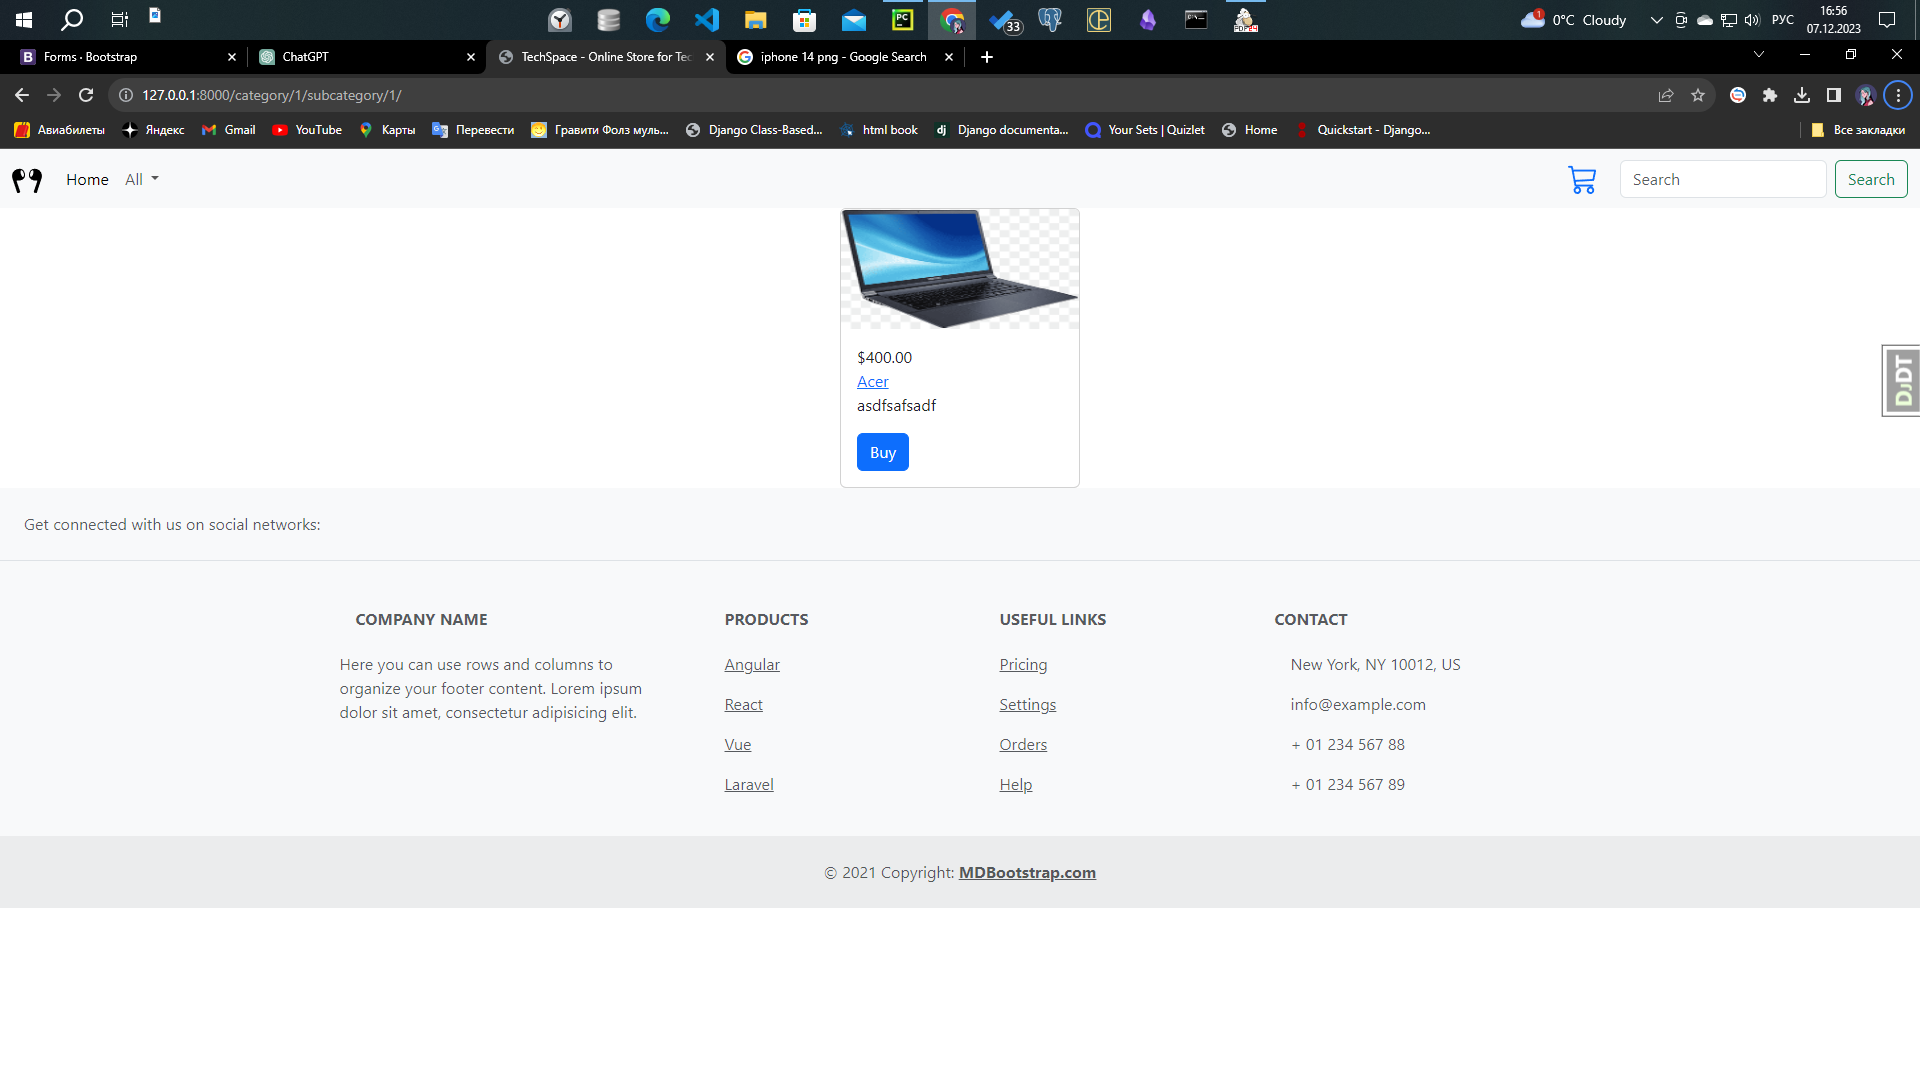 33
0°C Cloudy
РУС
16:56
07.12.2023
Forms · Bootstrap
ChatGPT
TechSpace - Online Store for Tec
iphone 14 png - Google Search
127.0.0.1:8000/category/1/subcategory/1/
Авиабилеты
Яндекс
Gmail
YouTube
Карты
Перевести
Гравити Фолз муль...
Django Class-Based...
html book
dj
Django documenta...
Your Sets | Quizlet
Home
Quickstart - Django...
Все закладки
Home
All
Search
Search
$400.00
Acer
asdfsafsadf
Buy
DJDT
Get connected with us on social networks:
COMPANY NAME
Here you can use rows and columns to
organize your footer content. Lorem ipsum
dolor sit amet, consectetur adipisicing elit.
PRODUCTS
Angular
React
Vue
Laravel
USEFUL LINKS
Pricing
Settings
Orders
Help
CONTACT
New York, NY 10012, US
info@example.com
+ 01 234 567 88
+ 01 234 567 89
© 2021 Copyright: MDBootstrap.com